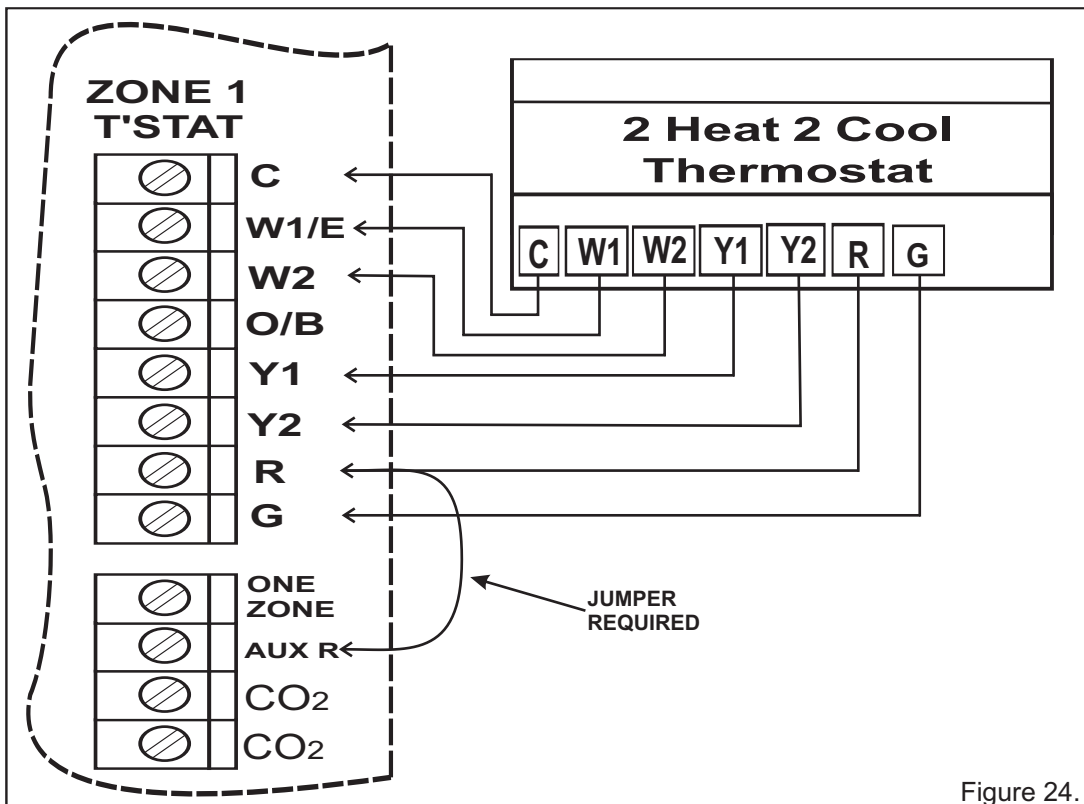 ZONE 1
T'STAT
C
W1/E
W2
O/B
Y1
Y2
R
G
ONE
ZONE
AUX R
CO2
CO2
2 Heat 2 Cool
Thermostat
C W1 W2 Y1 Y2 R G
JUMPER
REQUIRED
Figure 24.